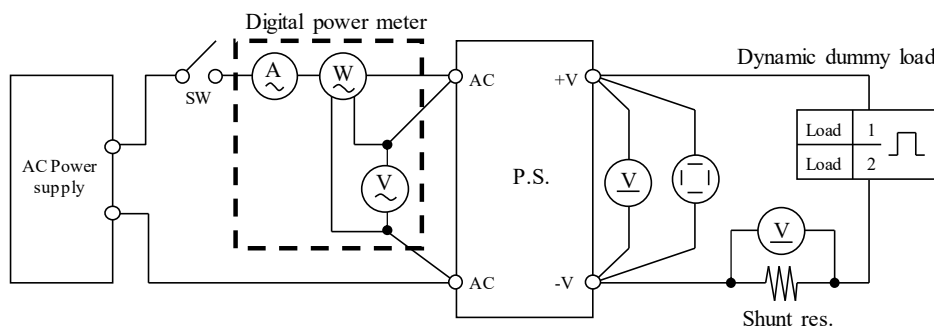 Digital power meter
Dynamic dummy load
A
W
SW
AC
+V
Load 1
Load 2
AC Power
supply
V
P.S.
V
V
AC
-V
Shunt res.